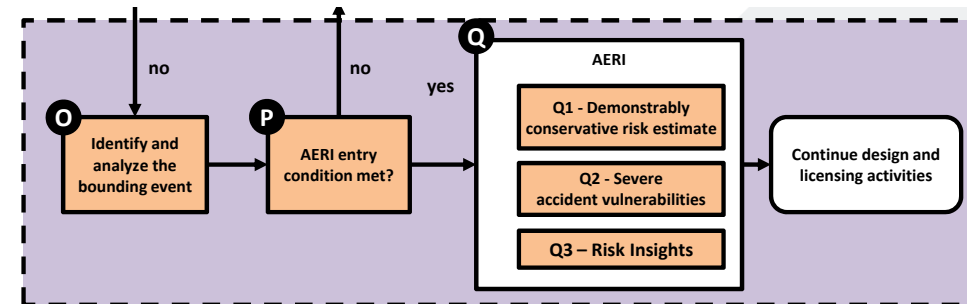 no
no
yes
O
Identify and
analyze the
bounding event
P
AERI entry
condition met?
Q
AERI
Q1 - Demonstrably
conservative risk estimate
Q2 - Severe
accident vulnerabilities
Q3 – Risk Insights
Continue design and
licensing activities